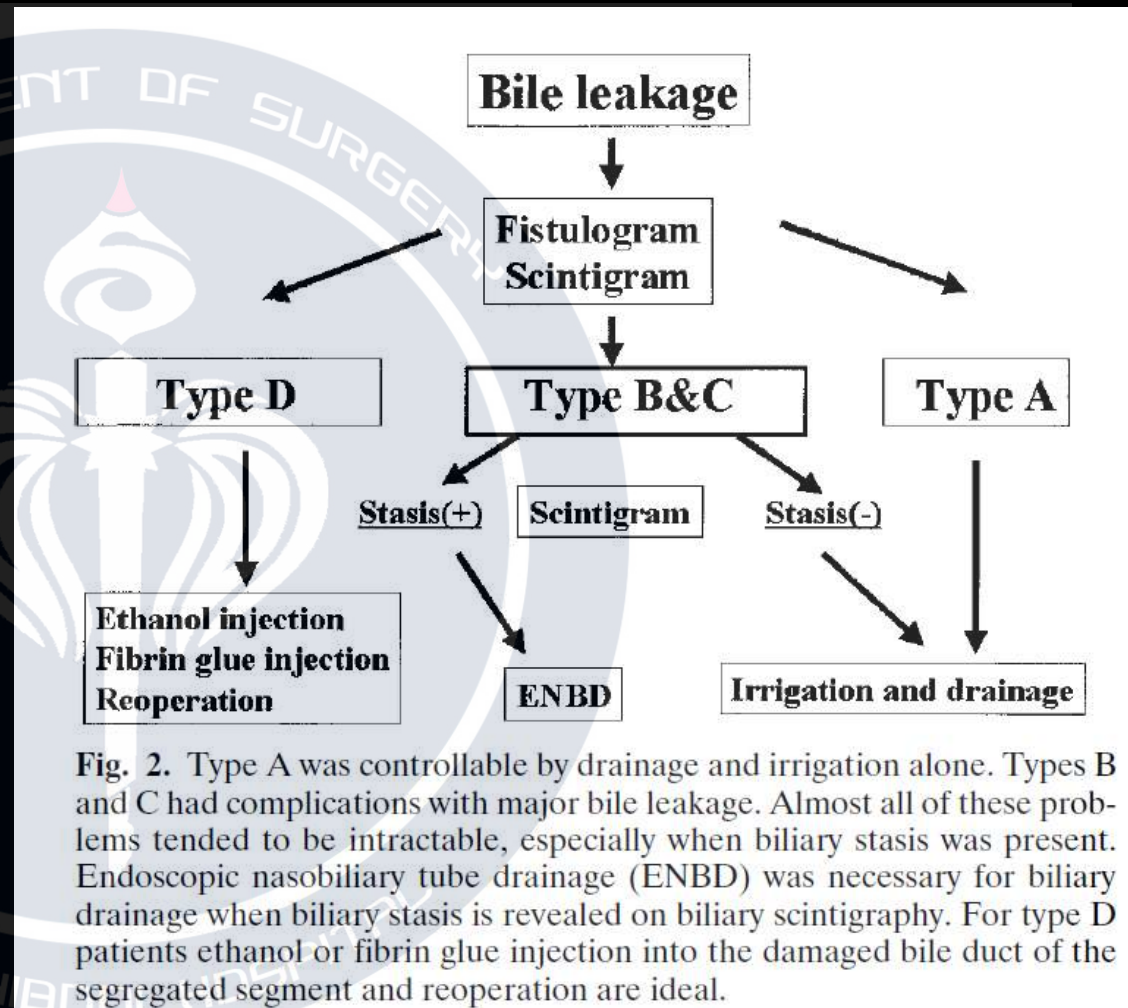 Bile leakage
Fistulogram
Scintigram
Type D
Type B&C
Type A
Stasis(+)
Scintigram
Stasis(-)
Ethanol injection
Fibrin glue injection
Reoperation
ENBD
Irrigation and drainage
Fig. 2. Type A was controllable by drainage and irrigation alone. Types B
and C had complications with major bile leakage. Almost all of these prob-
lems tended to be intractable, especially when biliary stasis was present.
Endoscopic nasobiliary tube drainage (ENBD) was necessary for biliary
drainage when biliary stasis is revealed on biliary scintigraphy. For type D
patients ethanol or fibrin glue injection into the damaged bile duct of the
segregated segment and reoperation are ideal.
OF SURGERY